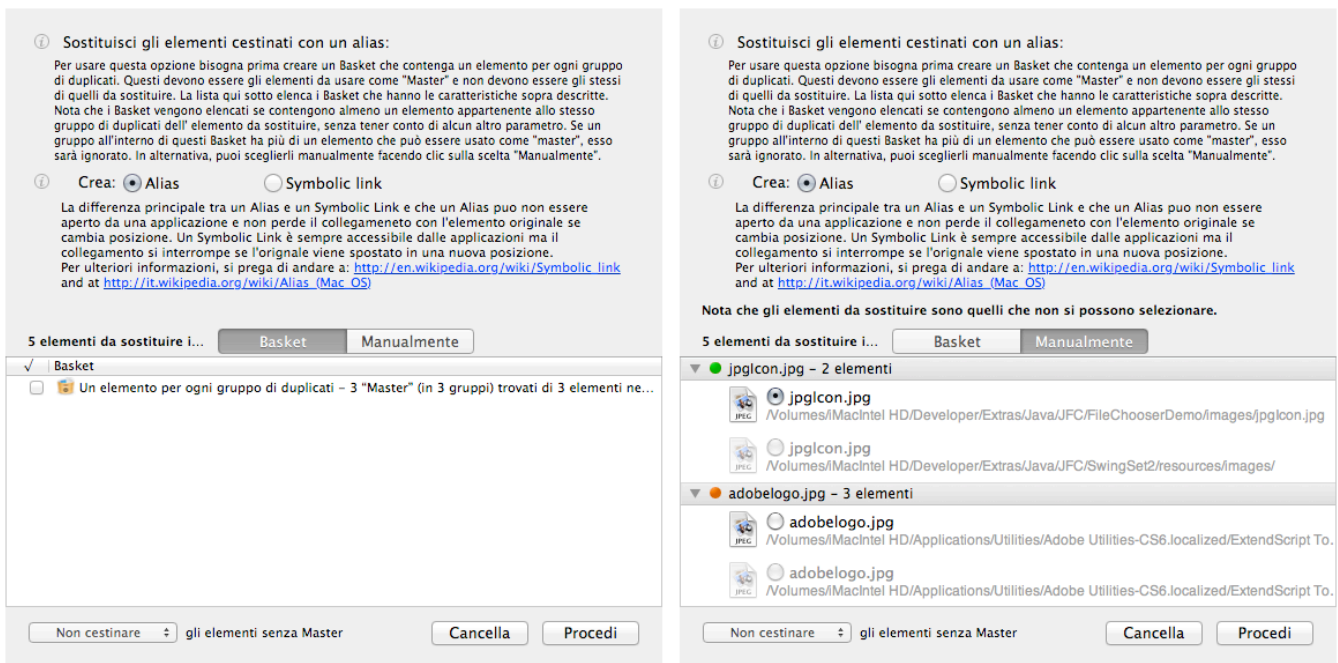 Sostituisci gli elementi cestinati con un alias:
Per usare questa opzione bisogna prima creare un Basket che contenga un elemento per ogni gruppo
di duplicati. Questi devono essere gli elementi da usare come "Master" e non devono essere gli stessi
di quelli da sostituire. La lista qui sotto elenca i Basket che hanno le caratteristiche sopra descritte.
Nota che i Basket vengono elencati se contengono almeno un elemento appartenente allo stesso
gruppo di duplicati dell' elemento da sostituire, senza tener conto di alcun altro parametro. Se un
gruppo all'interno di questi Basket ha più di un elemento che può essere usato come "master", esso
sarà ignorato. In alternativa, puoi sceglierli manualmente facendo clic sulla scelta "Manualmente".
Crea: Alias Symbolic link
La differenza principale tra un Alias e un Symbolic Link e che un Alias puo non essere
aperto da una applicazione e non perde il collegameneto con l'elemento originale se
cambia posizione. Un Symbolic Link è sempre accessibile dalle applicazioni ma il
collegamento si interrompe se l'orignale viene spostato in una nuova posizione.
Per ulteriori informazioni, si prega di andare a: http://en.wikipedia.org/wiki/Symbolic_link
and at http://it.wikipedia.org/wiki/Alias_(Mac_OS)
5 elementi da sostituire i... Basket Manualmente
√ Basket
Un elemento per ogni gruppo di duplicati – 3 "Master" (in 3 gruppi) trovati di 3 elementi ne...
Non cestinare gli elementi senza Master Cancella Procedi
Sostituisci gli elementi cestinati con un alias:
Per usare questa opzione bisogna prima creare un Basket che contenga un elemento per ogni gruppo
di duplicati. Questi devono essere gli elementi da usare come "Master" e non devono essere gli stessi
di quelli da sostituire. La lista qui sotto elenca i Basket che hanno le caratteristiche sopra descritte.
Nota che i Basket vengono elencati se contengono almeno un elemento appartenente allo stesso
gruppo di duplicati dell' elemento da sostituire, senza tener conto di alcun altro parametro. Se un
gruppo all'interno di questi Basket ha più di un elemento che può essere usato come "master", esso
sarà ignorato. In alternativa, puoi sceglierli manualmente facendo clic sulla scelta "Manualmente".
Crea: Alias Symbolic link
La differenza principale tra un Alias e un Symbolic Link e che un Alias puo non essere
aperto da una applicazione e non perde il collegameneto con l'elemento originale se
cambia posizione. Un Symbolic Link è sempre accessibile dalle applicazioni ma il
collegamento si interrompe se l'orignale viene spostato in una nuova posizione.
Per ulteriori informazioni, si prega di andare a: http://en.wikipedia.org/wiki/Symbolic_link
and at http://it.wikipedia.org/wiki/Alias_(Mac_OS)
Nota che gli elementi da sostituire sono quelli che non si possono selezionare.
5 elementi da sostituire i... Basket Manualmente
jpgIcon.jpg – 2 elementi
JPEG jpgIcon.jpg
/Volumes/iMacIntel HD/Developer/Extras/Java/JFC/FileChooserDemo/images/jpgIcon.jpg
JPEG jpgIcon.jpg
/Volumes/iMacIntel HD/Developer/Extras/Java/JFC/SwingSet2/resources/images/
adobelogo.jpg – 3 elementi
JPEG adobelogo.jpg
/Volumes/iMacIntel HD/Applications/Utilities/Adobe Utilities-CS6.localized/ExtendScript To.
JPEG adobelogo.jpg
/Volumes/iMacIntel HD/Applications/Utilities/Adobe Utilities-CS6.localized/ExtendScript To.
Non cestinare gli elementi senza Master Cancella Procedi